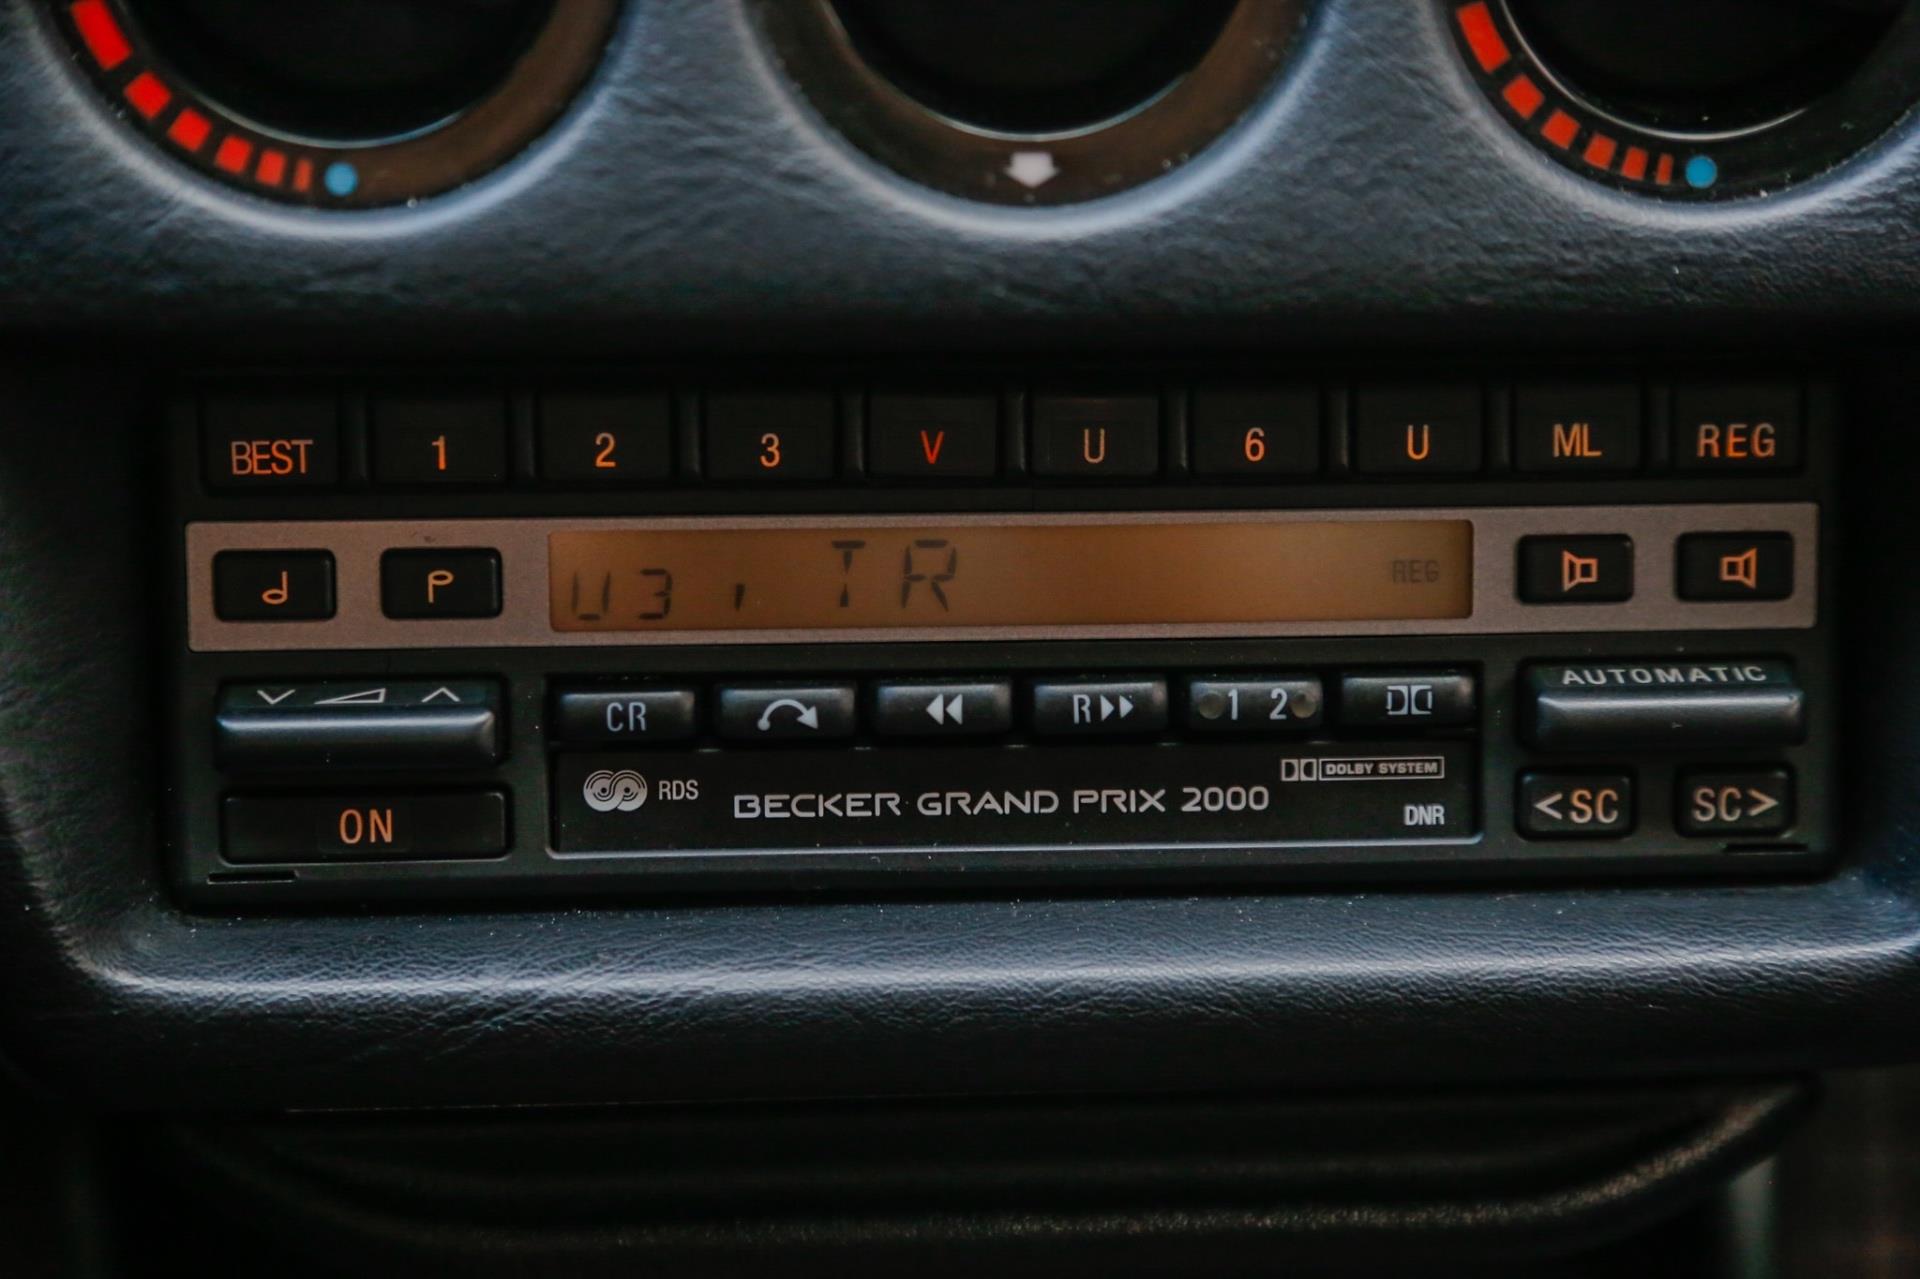 BEST 1 2 3 V U 6 U ML REG
U3, TR REG
AUTOMATIC
CR R 1 2
RDS BECKER GRAND PRIX 2000 DOLBY SYSTEM
DNR
ON <SC SC>